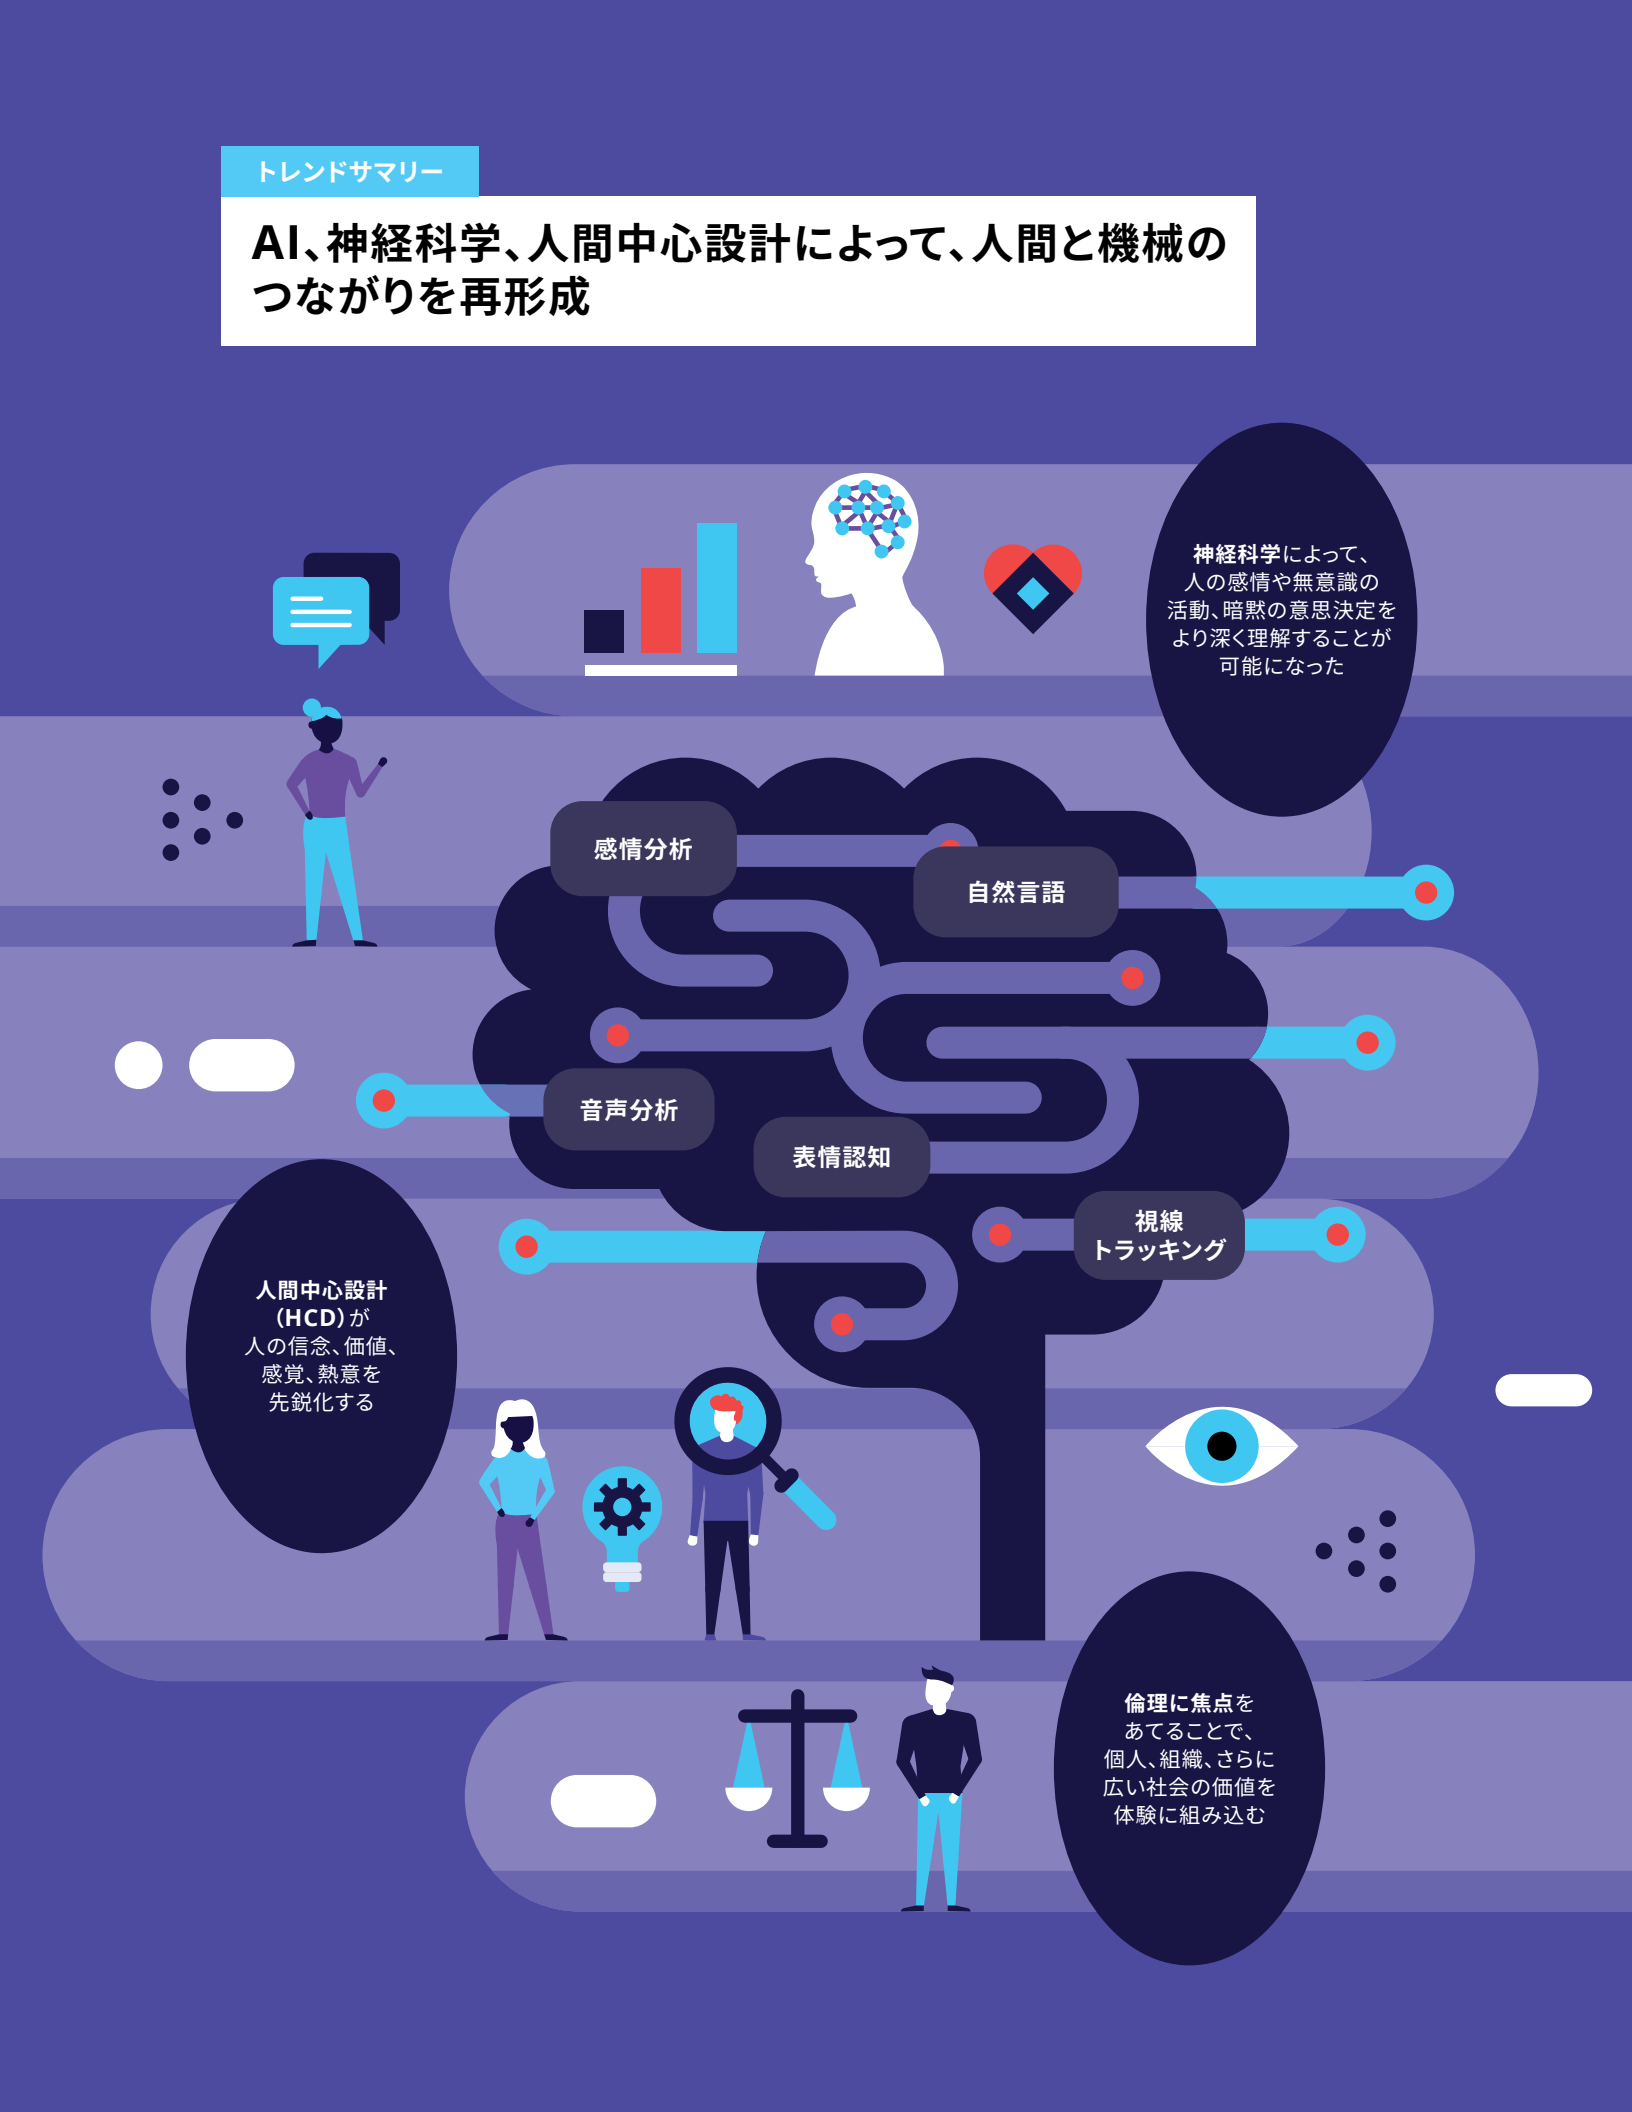 トレンドサマリー
AI、神経科学、人間中心設計によって、人間と機械の
つながりを再形成
神経科学によって、
人の感情や無意識の
活動、暗黙の意思決定を
より深く理解することが
可能になった
感情分析
自然言語
音声分析
表情認知
視線
トラッキング
人間中心設計
（HCD）が
人の信念、価値、
感覚、熱意を
先鋭化する
倫理に焦点を
あてることで、
個人、組織、さらに
広い社会の価値を
体験に組み込む